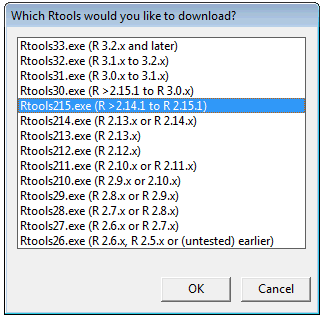 Which Rtools would you like to download?
Rtools33.exe (R 3.2.x and later)
Rtools32.exe (R 3.1.x to 3.2.x)
Rtools31.exe (R 3.0.x to 3.1.x)
Rtools30.exe (R >2.15.1 to R 3.0.x)
Rtools215.exe (R >2.14.1 to R 2.15.1)
Rtools214.exe (R 2.13.x or R 2.14.x)
Rtools213.exe (R 2.13.x)
Rtools212.exe (R 2.12.x)
Rtools211.exe (R 2.10.x or R 2.11.x)
Rtools210.exe (R 2.9.x or 2.10.x)
Rtools29.exe (R 2.8.x or R 2.9.x)
Rtools28.exe (R 2.7.x or R 2.8.x)
Rtools27.exe (R 2.6.x or R 2.7.x)
Rtools26.exe (R 2.6.x, R 2.5.x or (untested) earlier)
OK Cancel